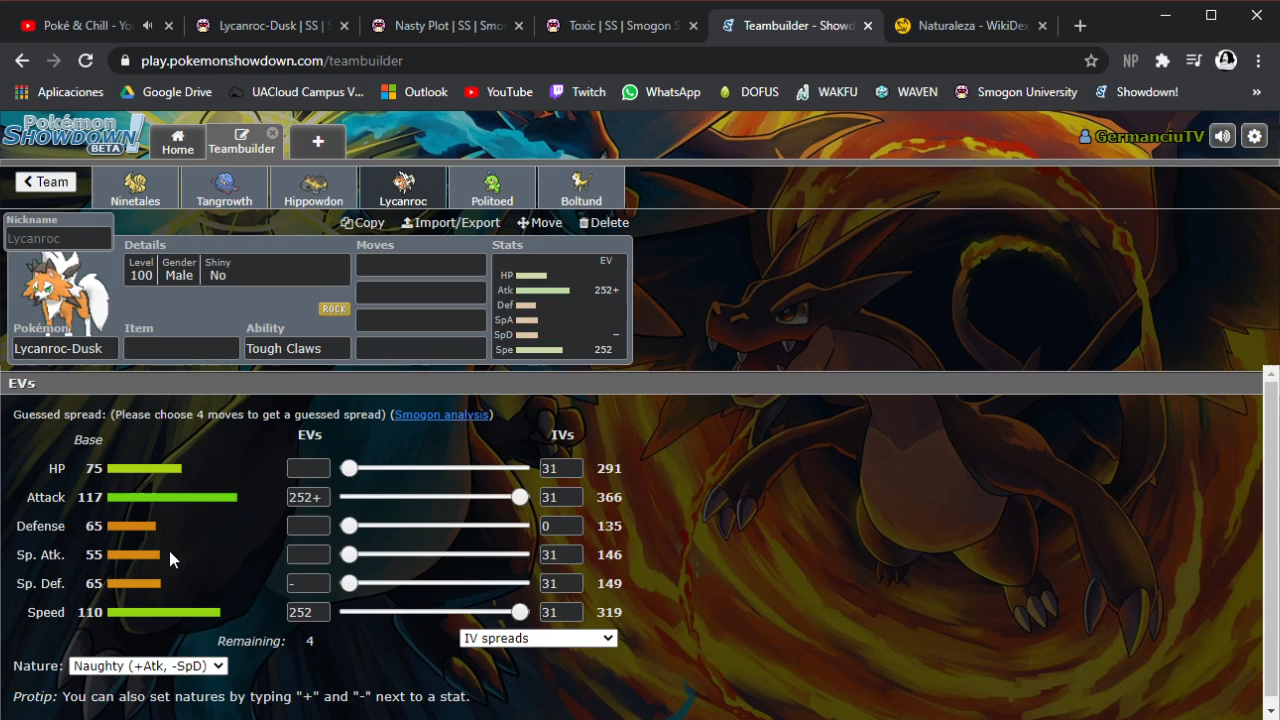 Poké & Chill - Yo
Lycanroc-Dusk | SS | S
Nasty Plot | SS | Smo
Toxic | SS | Smogon S
Teambuilder - Showd
Naturaleza - WikiDex
play.pokemonshowdown.com/teambuilder
NP
Aplicaciones
Google Drive
UACloud Campus V...
Outlook
YouTube
Twitch
WhatsApp
DOFUS
WAKFU
WAVEN
Smogon University
Showdown!
»
Pokémon
SHOWDOWN!
BETA
Home
Teambuilder
GermanciuTV
Team
Ninetales
Tangrowth
Hippowdon
Lycanroc
Politoed
Boltund
Nickname
Lycanroc
Copy
Import/Export
Move
Delete
Details
Level
100
Gender
Male
Shiny
No
ROCK
Pokémon
Lycanroc-Dusk
Item
Ability
Tough Claws
Moves
Stats
EV
HP
Atk 252+
Def
SpA
SpD −
Spe 252
EVs
Guessed spread: (Please choose 4 moves to get a guessed spread) (Smogon analysis)
Base EVs IVs
HP 75 31 291
Attack 117 252+ 31 366
Defense 65 0 135
Sp. Atk. 55 31 146
Sp. Def. 65 - 31 149
Speed 110 252 31 319
Remaining: 4
IV spreads
Nature: Naughty (+Atk, -SpD)
Protip: You can also set natures by typing "+" and "-" next to a stat.